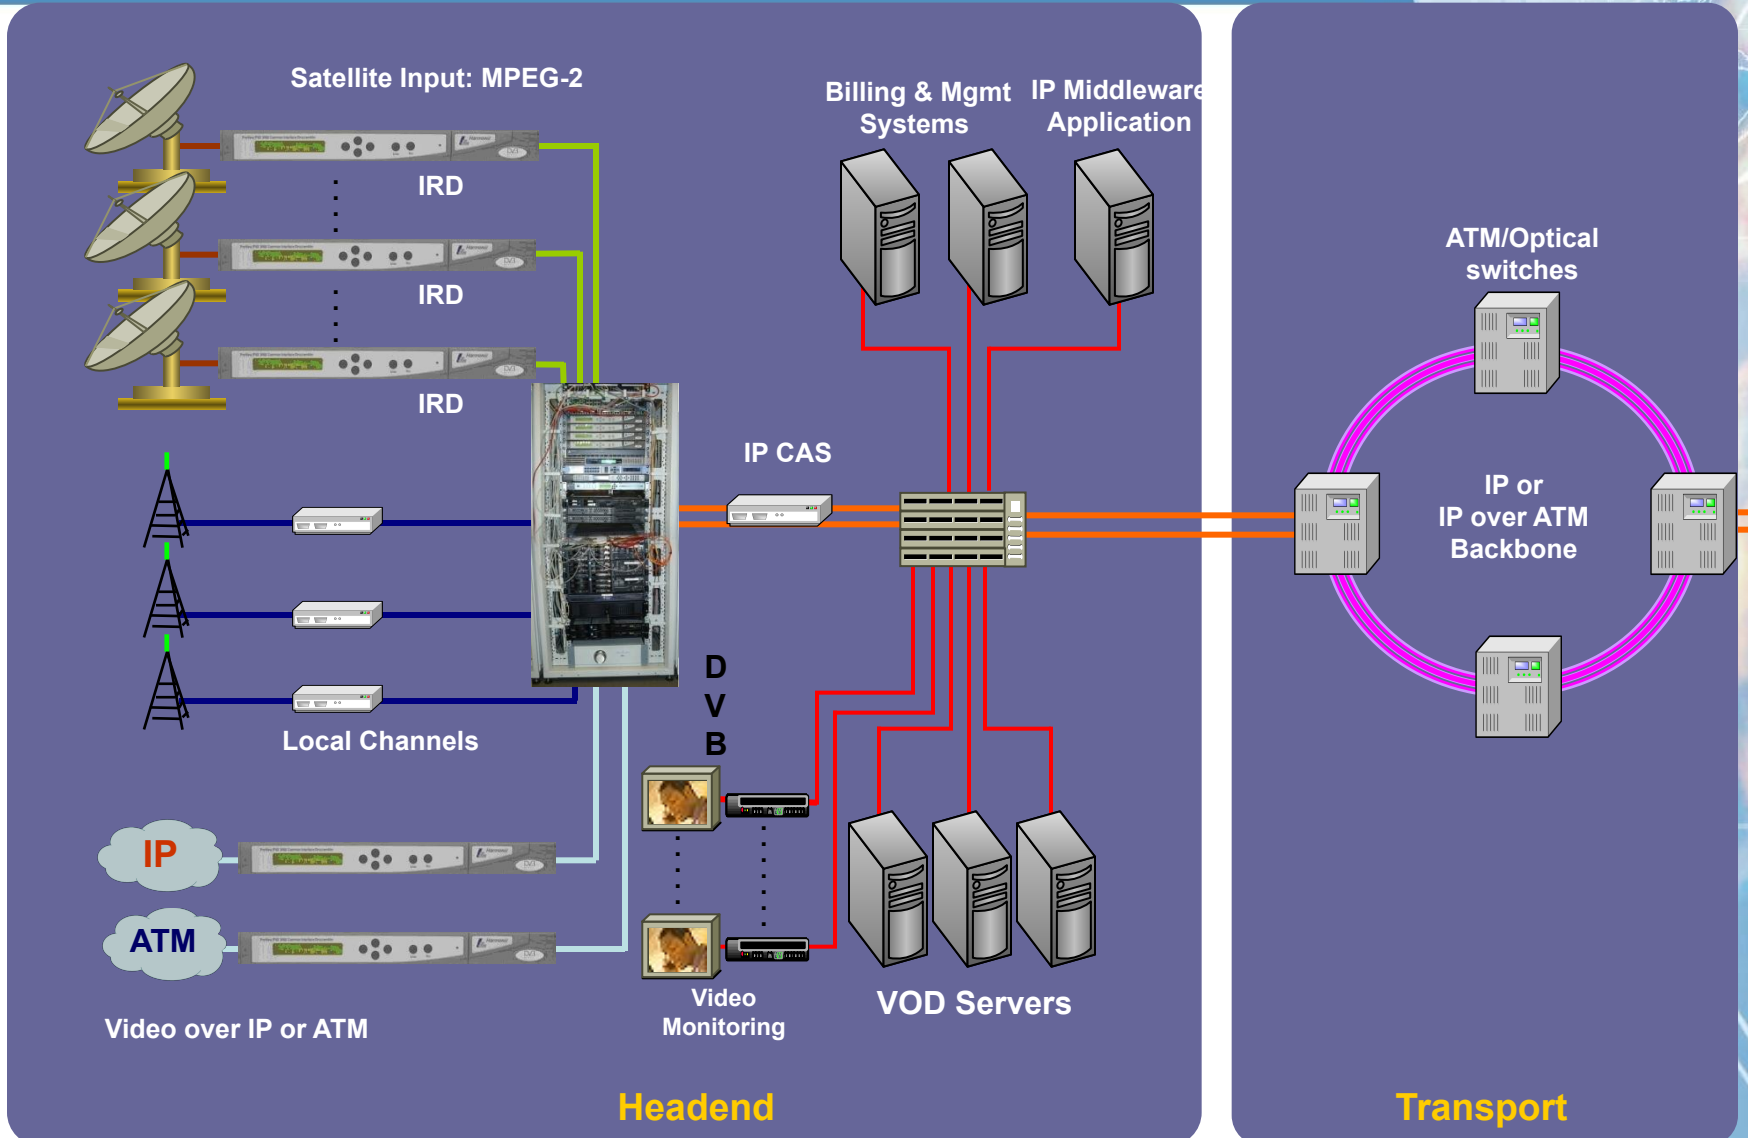 Satellite Input: MPEG-2
IRD
IRD
IRD
Local Channels
IP
ATM
Video over IP or ATM
Billing & Mgmt
Systems
IP Middleware
Application
IP CAS
D
V
B
Video
Monitoring
VOD Servers
Headend
ATM/Optical
switches
IP or
IP over ATM
Backbone
Transport